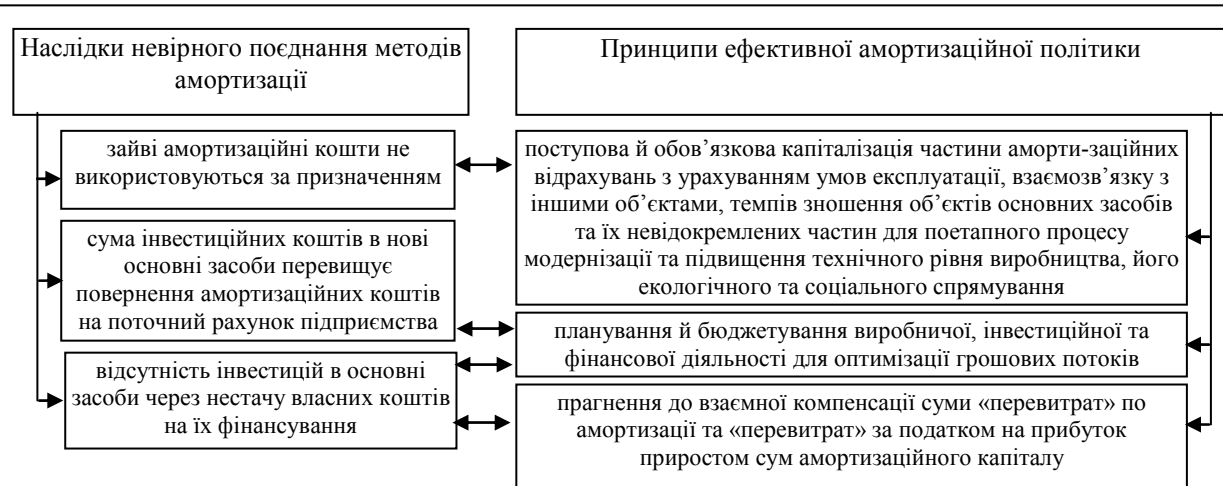 Наслідки невірного поєднання методів
амортизації
Принципи ефективної амортизаційної політики
зайві амортизаційні кошти не
використовуються за призначенням
сума інвестиційних коштів в нові
основні засоби перевищує
повернення амортизаційних коштів
на поточний рахунок підприємства
відсутність інвестицій в основні
засоби через нестачу власних коштів
на їх фінансування
поступова й обов’язкова капіталізація частини аморти-заційних
відрахувань з урахуванням умов експлуатації, взаємозв’язку з
іншими об’єктами, темпів зношення об’єктів основних засобів
та їх невідокремлених частин для поетапного процесу
модернізації та підвищення технічного рівня виробництва, його
екологічного та соціального спрямування
планування й бюджетування виробничої, інвестиційної та
фінансової діяльності для оптимізації грошових потоків
прагнення до взаємної компенсації суми «перевитрат» по
амортизації та «перевитрат» за податком на прибуток
приростом сум амортизаційного капіталу